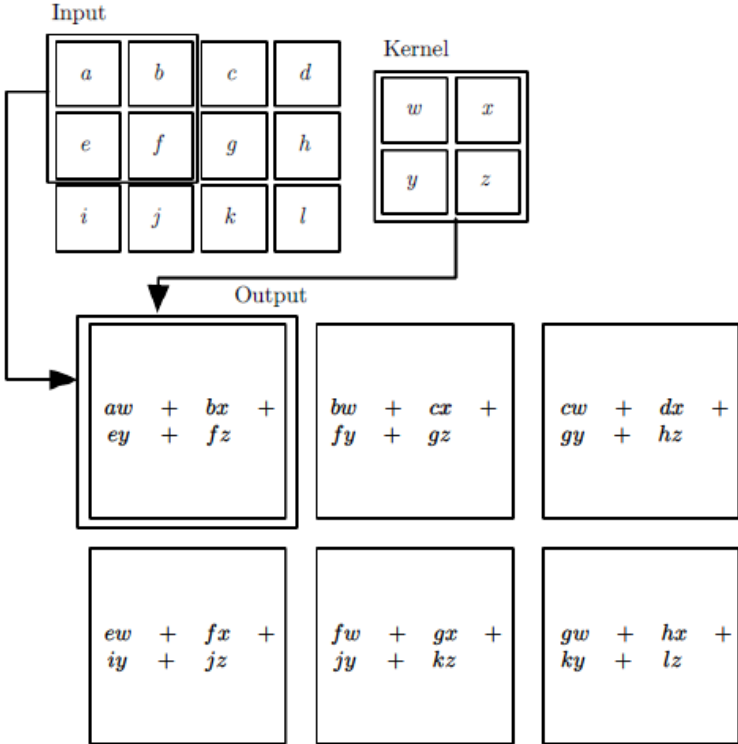 Input
a b c d
e f g h
i j k l
Kernel
w x
y z
Output
aw + bx +
ey + fz
bw + cx +
fy + gz
cw + dx +
gy + hz
ew + fx +
iy + jz
fw + gx +
jy + kz
gw + hx +
ky + lz